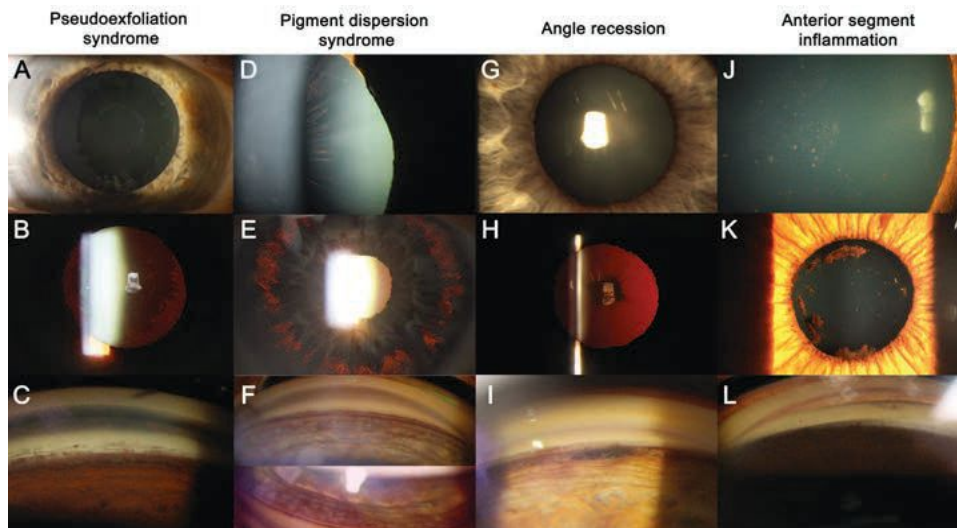 Pseudoexfoliation
syndrome
Pigment dispersion
syndrome
Angle recession
Anterior segment
inflammation
A
D
G
J
B
E
H
K
C
F
I
L